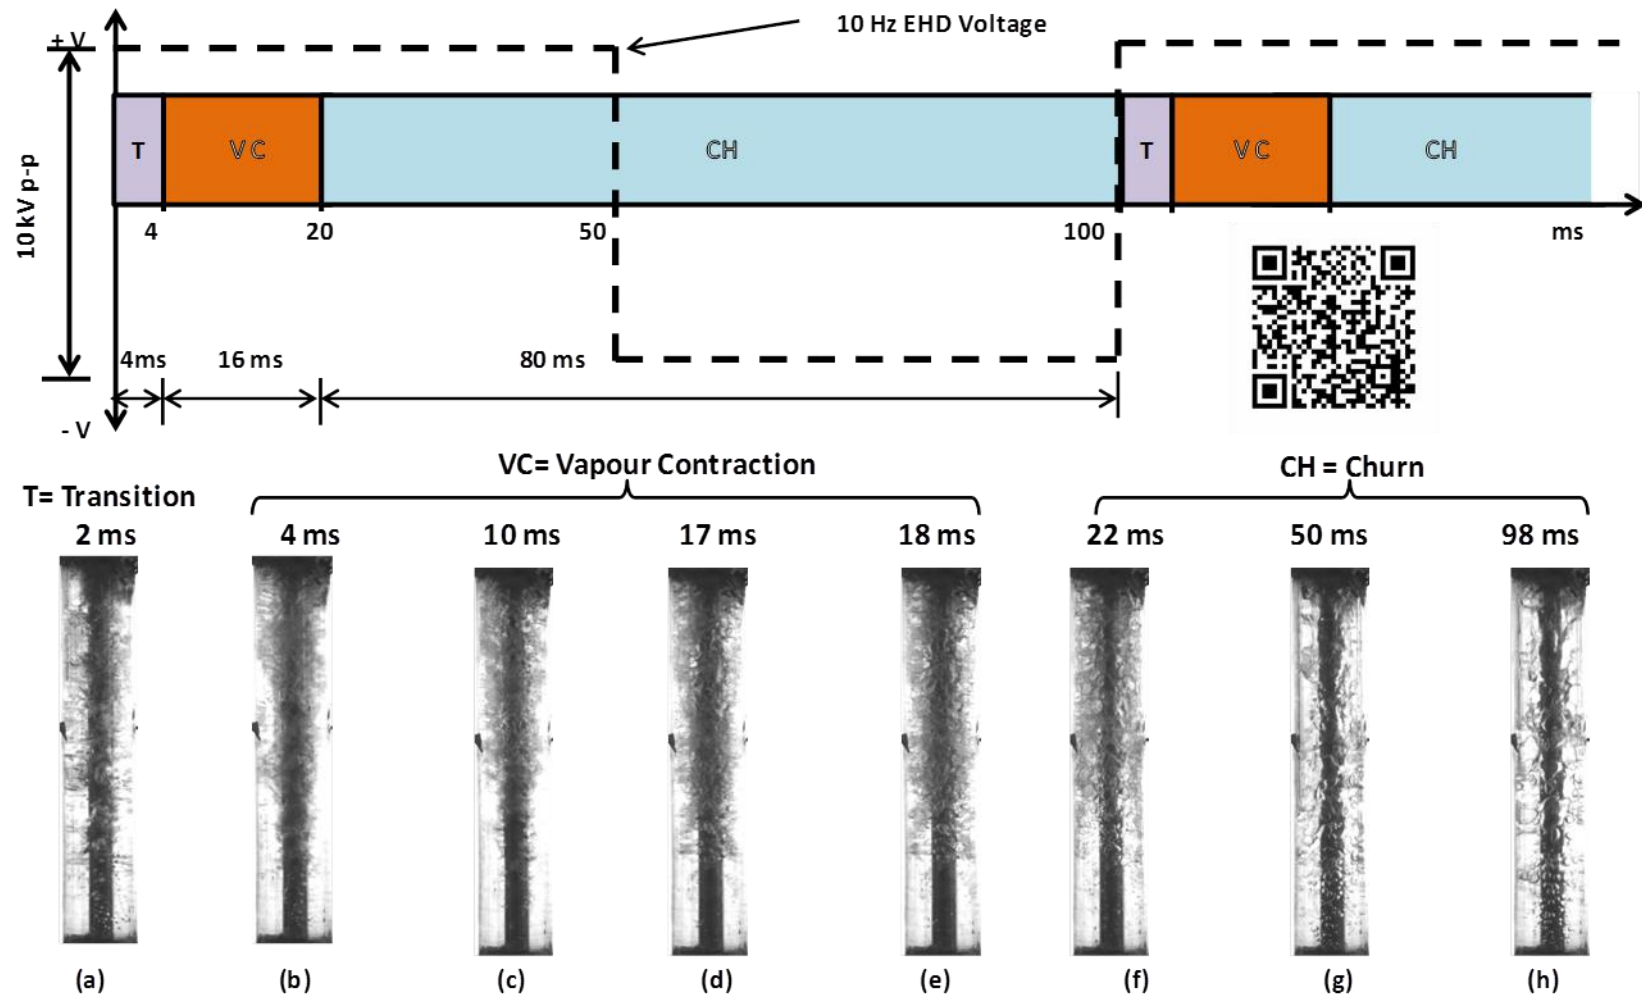 + V
10 Hz EHD Voltage
T
V C
CH
T
V C
CH
10 kV p-p
4
20
50
100
ms
4ms
16 ms
80 ms
- V
VC= Vapour Contraction
CH = Churn
T= Transition
2 ms
4 ms
10 ms
17 ms
18 ms
22 ms
50 ms
98 ms
(a)
(b)
(c)
(d)
(e)
(f)
(g)
(h)